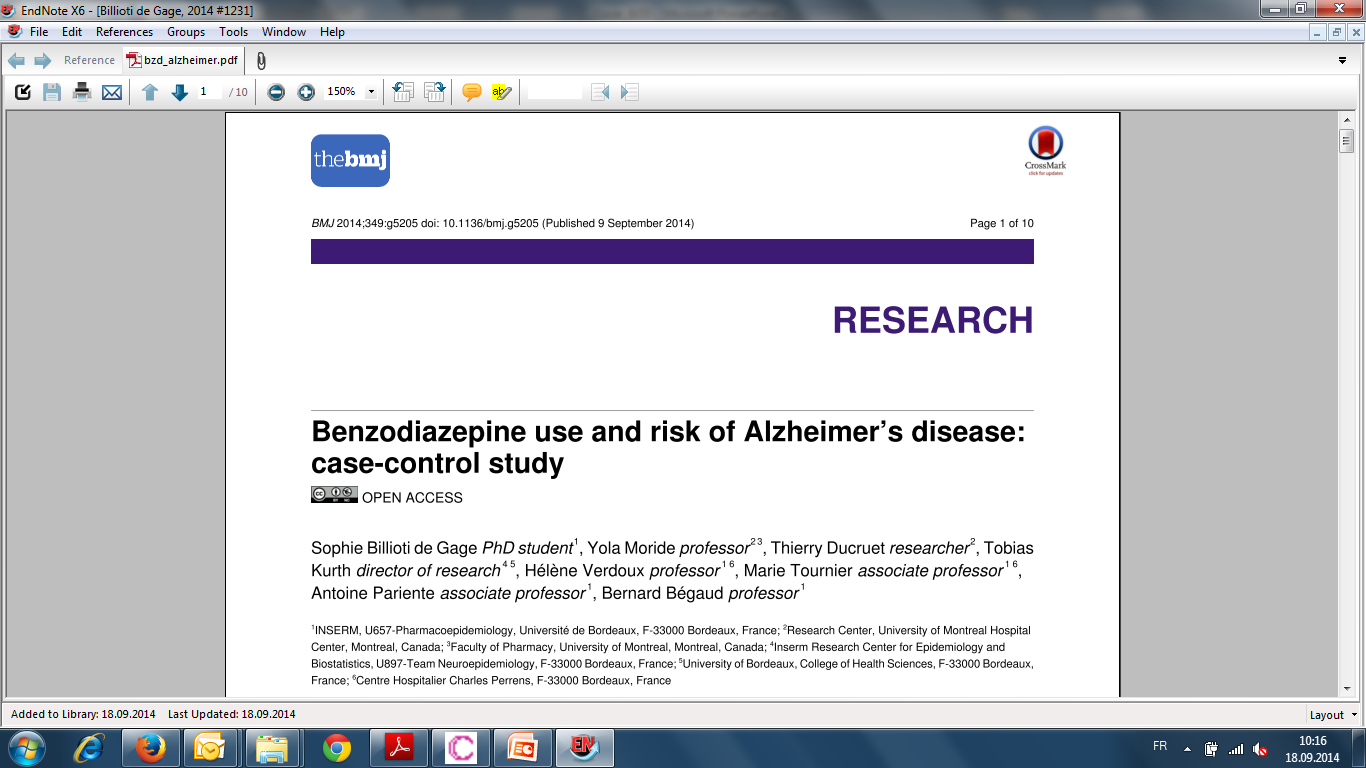 EndNote X6 - [Billioti de Gage, 2014 #1231]
File Edit References Groups Tools Window Help
Reference bzd_alzheimer.pdf
1 / 10 150%
thebmj
CrossMark
click for updates
BMJ 2014;349:g5205 doi: 10.1136/bmj.g5205 (Published 9 September 2014) Page 1 of 10
RESEARCH
Benzodiazepine use and risk of Alzheimer’s disease:
case-control study
cc BY NC OPEN ACCESS
Sophie Billioti de Gage PhD student1, Yola Moride professor2 3, Thierry Ducruet researcher2, Tobias
Kurth director of research4 5, Hélène Verdoux professor1 6, Marie Tournier associate professor1 6,
Antoine Pariente associate professor1, Bernard Bégaud professor1
1INSERM, U657-Pharmacoepidemiology, Université de Bordeaux, F-33000 Bordeaux, France; 2Research Center, University of Montreal Hospital
Center, Montreal, Canada; 3Faculty of Pharmacy, University of Montreal, Montreal, Canada; 4Inserm Research Center for Epidemiology and
Biostatistics, U897-Team Neuroepidemiology, F-33000 Bordeaux, France; 5University of Bordeaux, College of Health Sciences, F-33000 Bordeaux,
France; 6Centre Hospitalier Charles Perrens, F-33000 Bordeaux, France
Added to Library: 18.09.2014 Last Updated: 18.09.2014 Layout
FR
10:16
18.09.2014